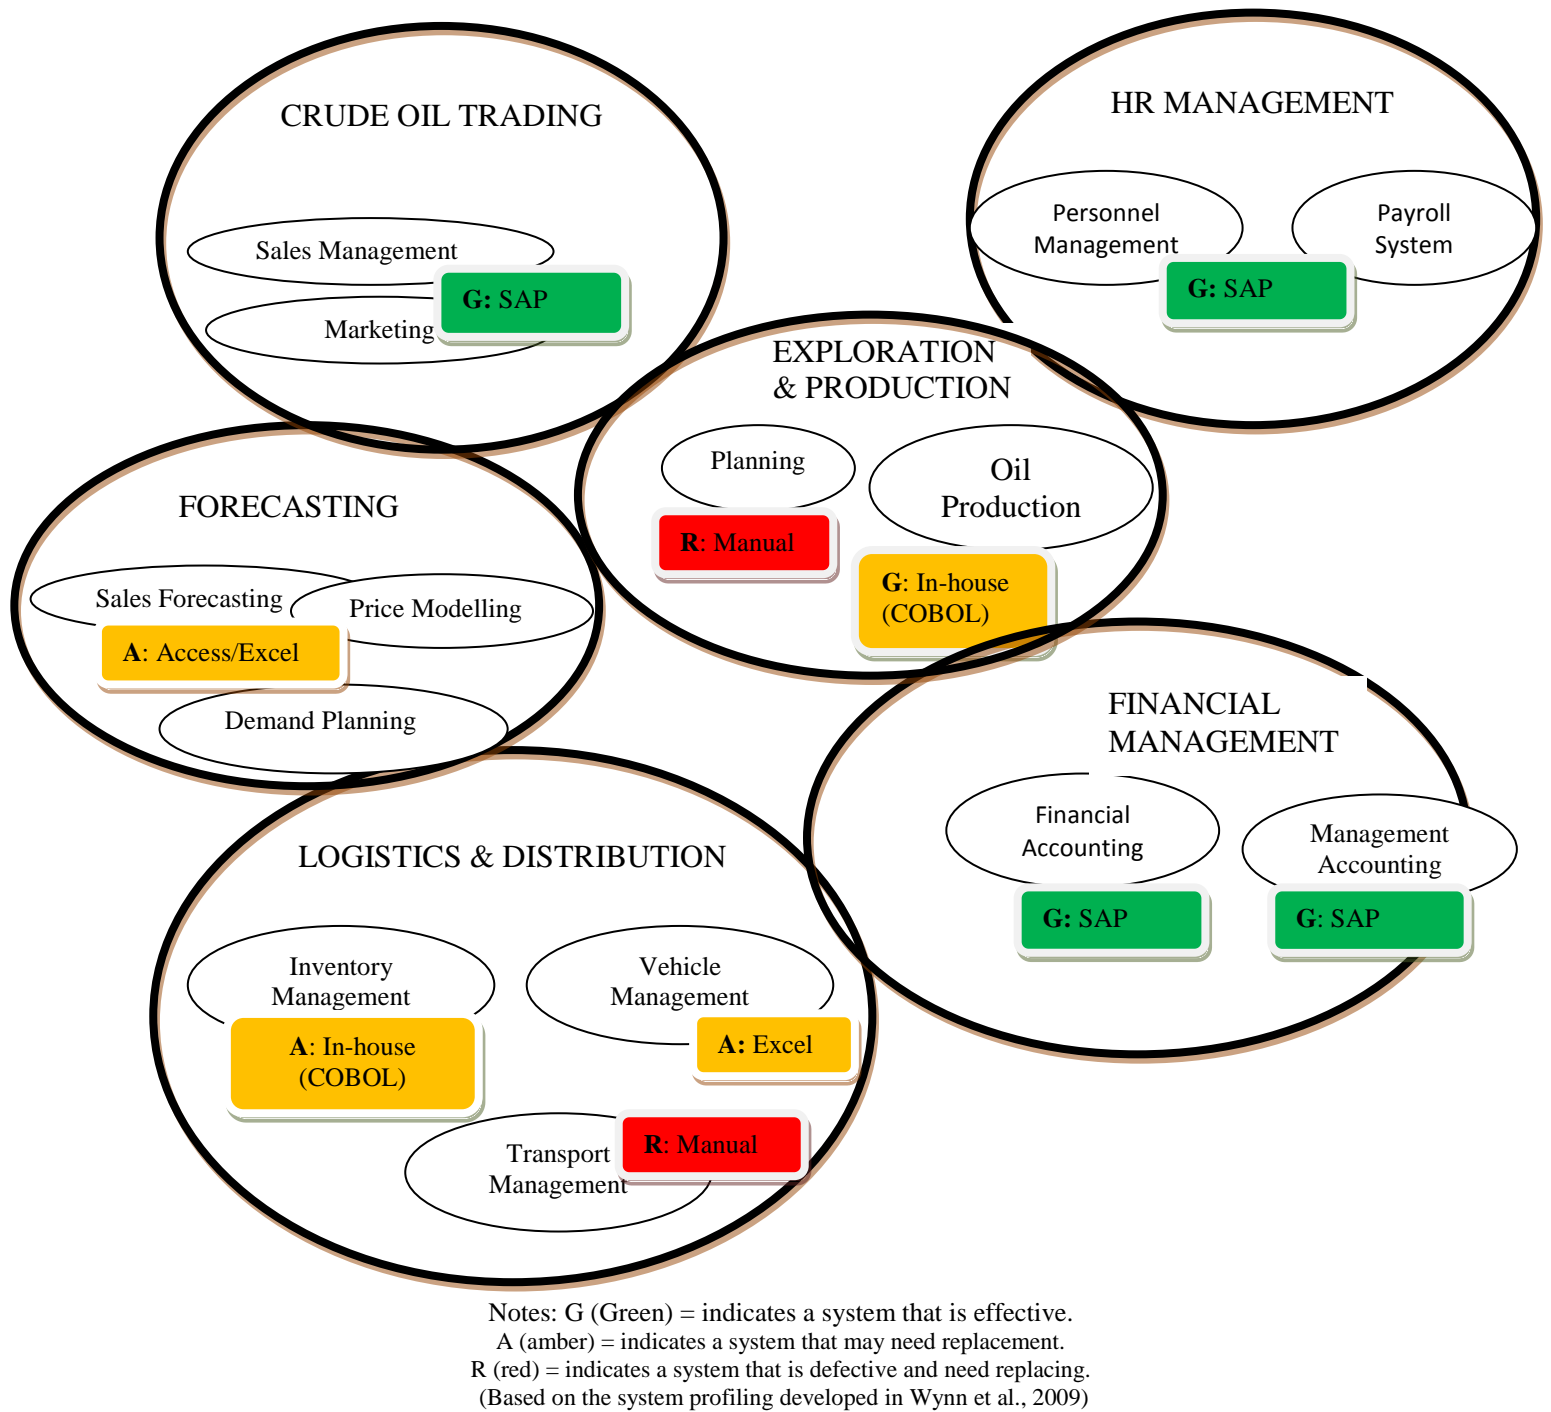 CRUDE OIL TRADING
Sales Management
G: SAP
Marketing
HR MANAGEMENT
Personnel
Management
Payroll
System
G: SAP
EXPLORATION
& PRODUCTION
Planning
Oil
Production
R: Manual
G: In-house
(COBOL)
FORECASTING
Sales Forecasting
Price Modelling
A: Access/Excel
Demand Planning
FINANCIAL
MANAGEMENT
Financial
Accounting
Management
Accounting
G: SAP
G: SAP
LOGISTICS & DISTRIBUTION
Inventory
Management
Vehicle
Management
A: In-house
(COBOL)
A: Excel
Transport
Management
R: Manual
Notes: G (Green) = indicates a system that is effective.
A (amber) = indicates a system that may need replacement.
R (red) = indicates a system that is defective and need replacing.
(Based on the system profiling developed in Wynn et al., 2009)